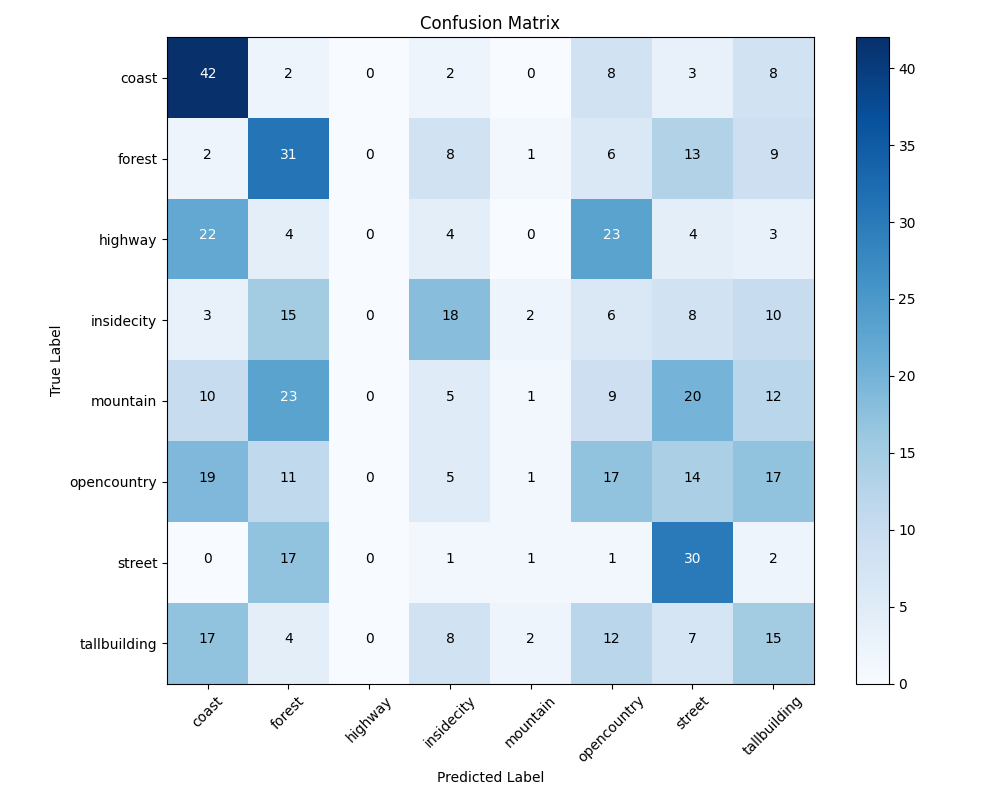 Confusion Matrix
True Label
coast 42 2 0 2 0 8 3 8
forest 2 31 0 8 1 6 13 9
highway 22 4 0 4 0 23 4 3
insidecity 3 15 0 18 2 6 8 10
mountain 10 23 0 5 1 9 20 12
opencountry 19 11 0 5 1 17 14 17
street 0 17 0 1 1 1 30 2
tallbuilding 17 4 0 8 2 12 7 15
coast forest highway insidecity mountain opencountry street tallbuilding
Predicted Label
40
35
30
25
20
15
10
5
0